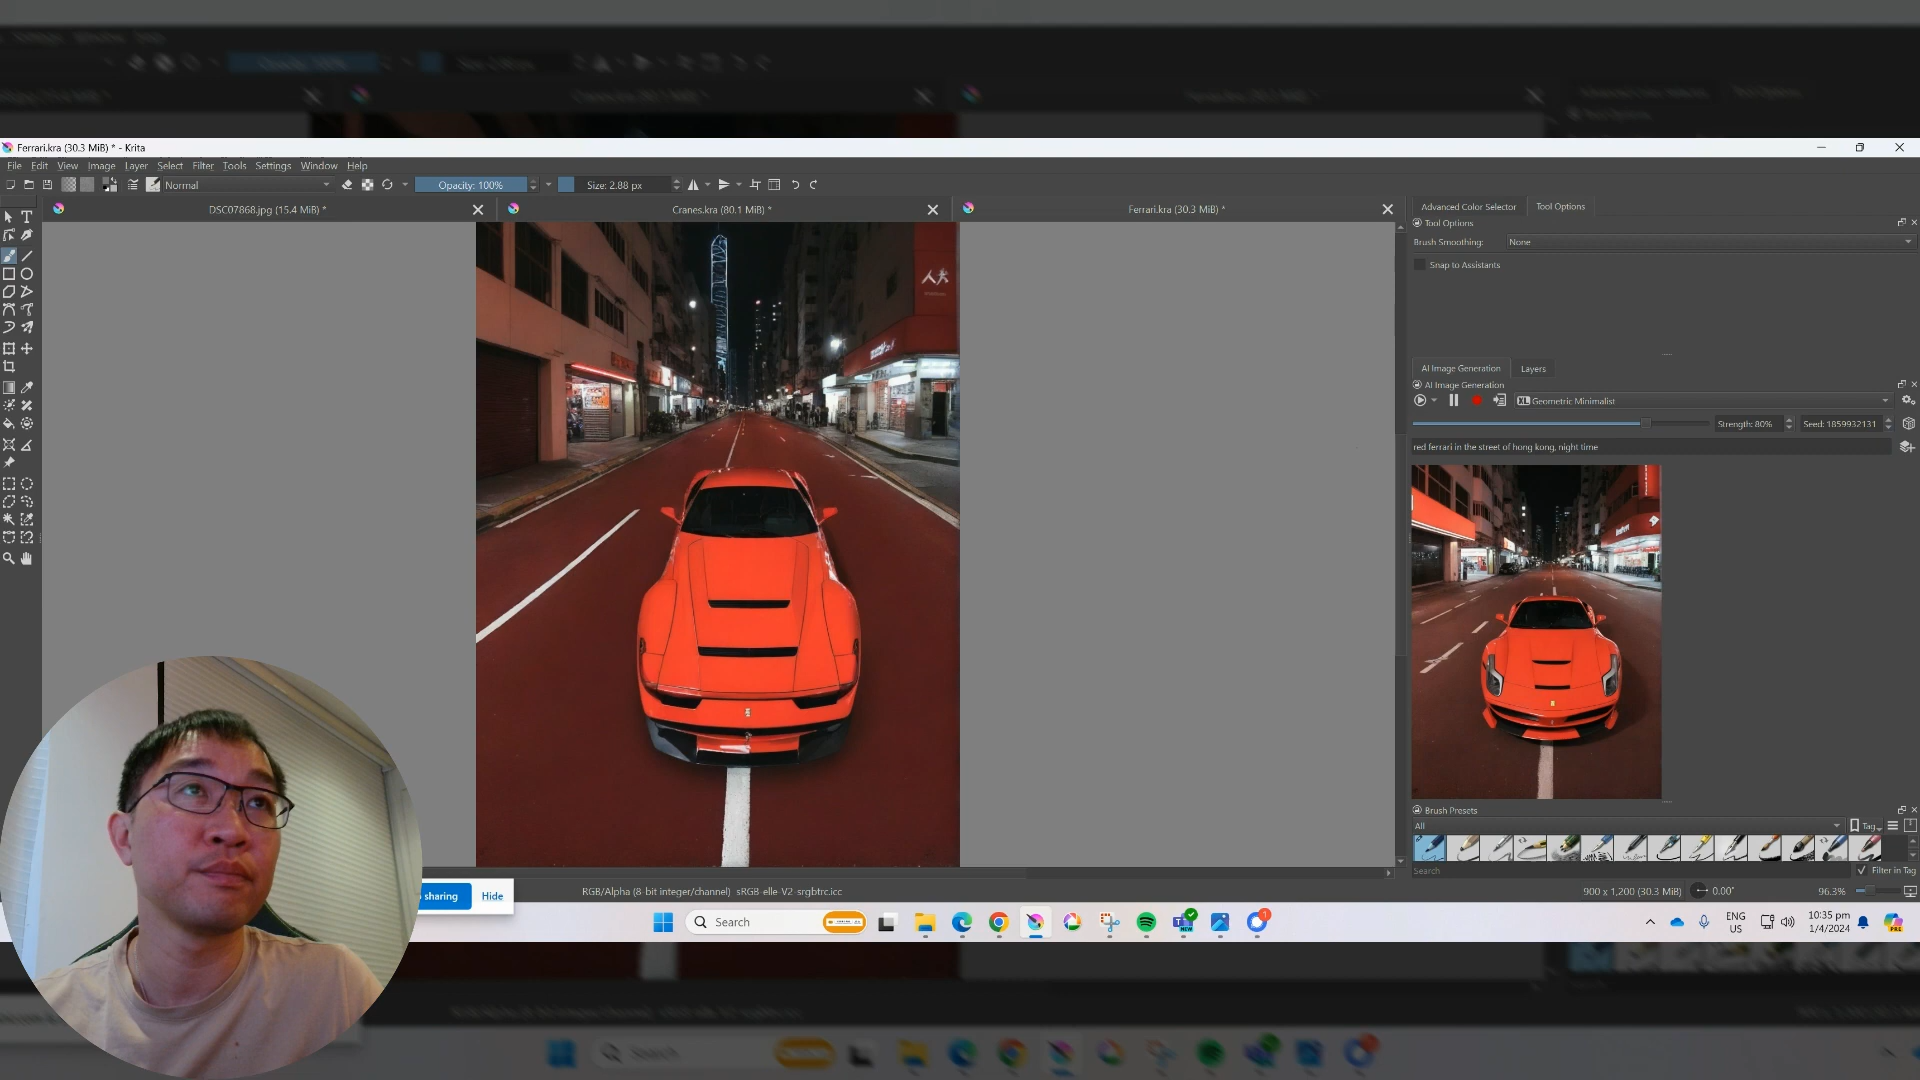 Ferrari.kra (30.3 MiB) * - Krita
File Edit View Image Layer Select Filter Tools Settings Window Help
Normal
Opacity: 100%
Size: 2.88 px
DSC07868.jpg (15.4 MiB) *
Cranes.kra (80.1 MiB) *
Ferrari.kra (30.3 MiB) *
Advanced Color Selector
Tool Options
Tool Options
Brush Smoothing: None
Snap to Assistants
AI Image Generation
Layers
AI Image Generation
XL Geometric Minimalist
Strength: 80%
Seed: 1859932131
red ferrari in the street of hong kong, night time
Brush Presets
All
Tag
Search
Filter in Tag
sharing
Hide
RGB/Alpha (8-bit integer/channel) sRGB-elle-V2-srgbtrc.icc
900 x 1,200 (30.3 MiB)
0.00°
96.3%
Search
NEW
1
ENG
US
10:35 pm
1/4/2024
PRE